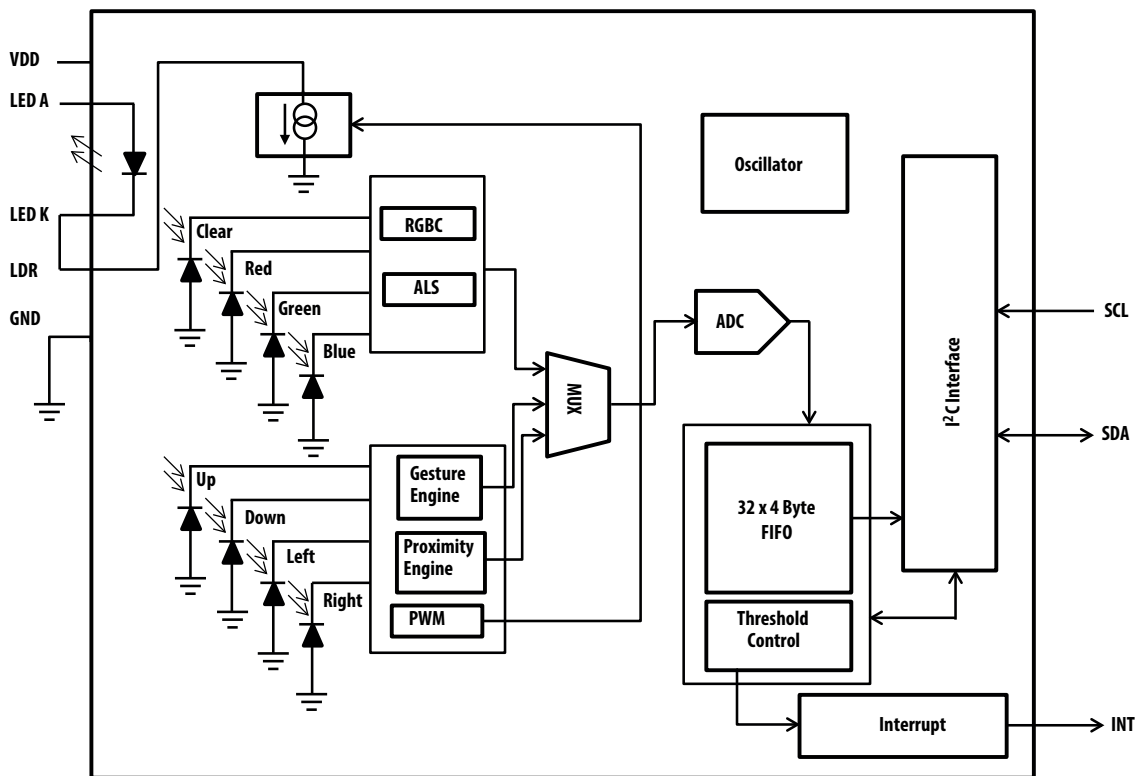 VDD
LED A
LED K
LDR
GND
Oscillator
Clear
Red
Green
Blue
RGBC
ALS
MUX
ADC
I²C Interface
SCL
SDA
Up
Down
Left
Right
Gesture
Engine
Proximity
Engine
PWM
32 x 4 Byte
FIFO
Threshold
Control
Interrupt
INT